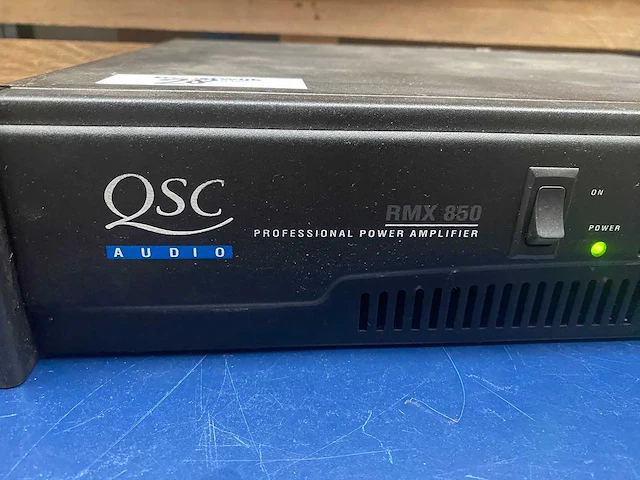 QSC
AUDIO
RMX 850
PROFESSIONAL POWER AMPLIFIER
ON
POWER